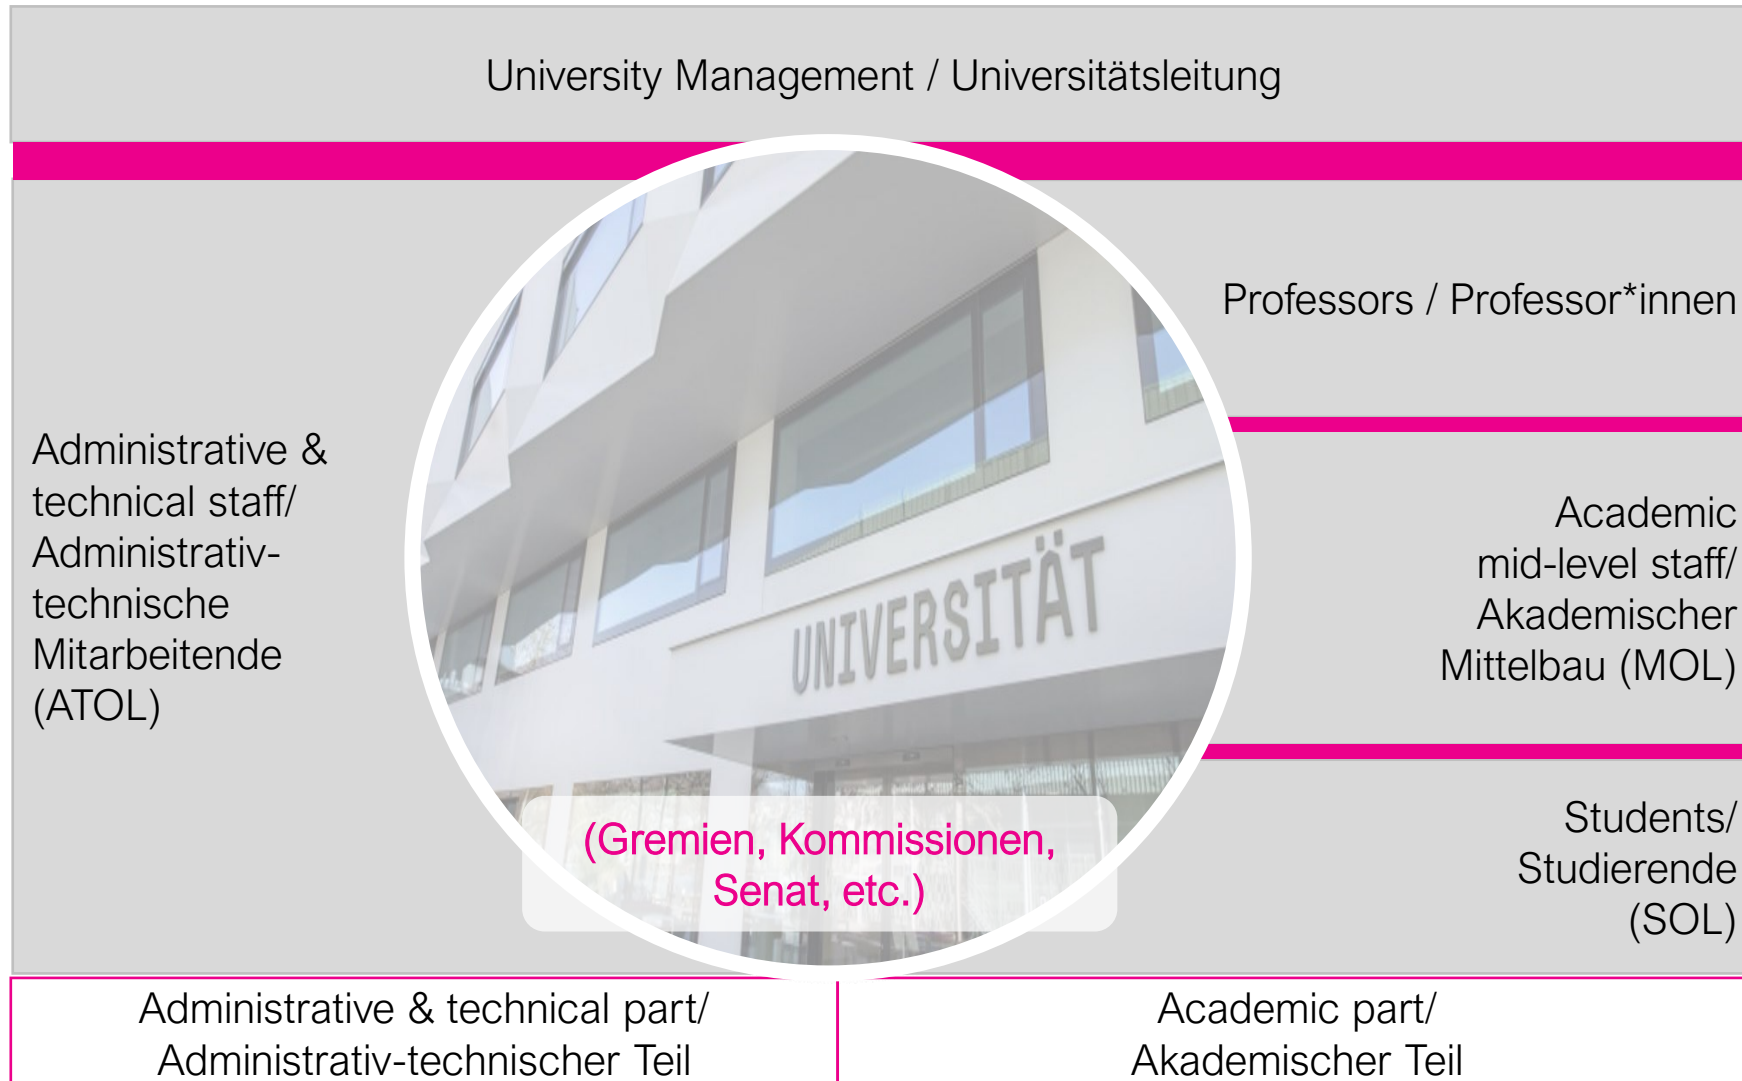 University Management / Universitätsleitung
Professors / Professor*innen
Administrative &
technical staff/
Administrativ-
technische
Mitarbeitende
(ATOL)
Academic
mid-level staff/
Akademischer
Mittelbau (MOL)
UNIVERSITÄT
Students/
Studierende
(SOL)
(Gremien, Kommissionen,
Senat, etc.)
Administrative & technical part/
Administrativ-technischer Teil
Academic part/
Akademischer Teil